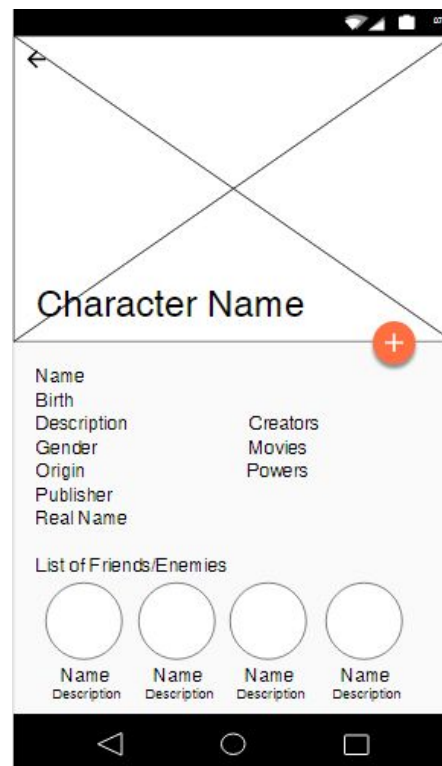 Character Name
+
Name
Birth
Description Creators
Gender Movies
Origin Powers
Publisher
Real Name
List of Friends/Enemies
Name Name Name Name
Description Description Description Description